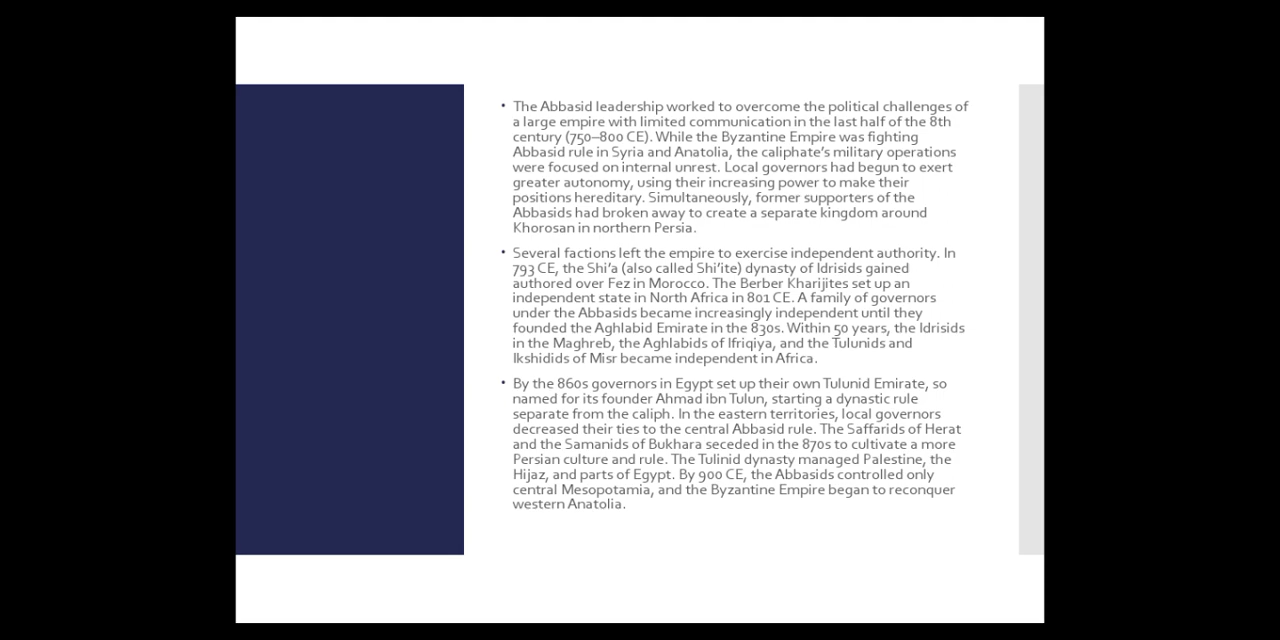 • The Abbasid leadership worked to overcome the political challenges of
a large empire with limited communication in the last half of the 8th
century (750–800 CE). While the Byzantine Empire was fighting
Abbasid rule in Syria and Anatolia, the caliphate’s military operations
were focused on internal unrest. Local governors had begun to exert
greater autonomy, using their increasing power to make their
positions hereditary. Simultaneously, former supporters of the
Abbasids had broken away to create a separate kingdom around
Khorosan in northern Persia.
• Several factions left the empire to exercise independent authority. In
793 CE, the Shi’a (also called Shi’ite) dynasty of Idrisids gained
authored over Fez in Morocco. The Berber Kharijites set up an
independent state in North Africa in 801 CE. A family of governors
under the Abbasids became increasingly independent until they
founded the Aghlabid Emirate in the 830s. Within 50 years, the Idrisids
in the Maghreb, the Aghlabids of Ifriqiya, and the Tulunids and
Ikshidids of Misr became independent in Africa.
• By the 860s governors in Egypt set up their own Tulunid Emirate, so
named for its founder Ahmad ibn Tulun, starting a dynastic rule
separate from the caliph. In the eastern territories, local governors
decreased their ties to the central Abbasid rule. The Saffarids of Herat
and the Samanids of Bukhara seceded in the 870s to cultivate a more
Persian culture and rule. The Tulinid dynasty managed Palestine, the
Hijaz, and parts of Egypt. By 900 CE, the Abbasids controlled only
central Mesopotamia, and the Byzantine Empire began to reconquer
western Anatolia.